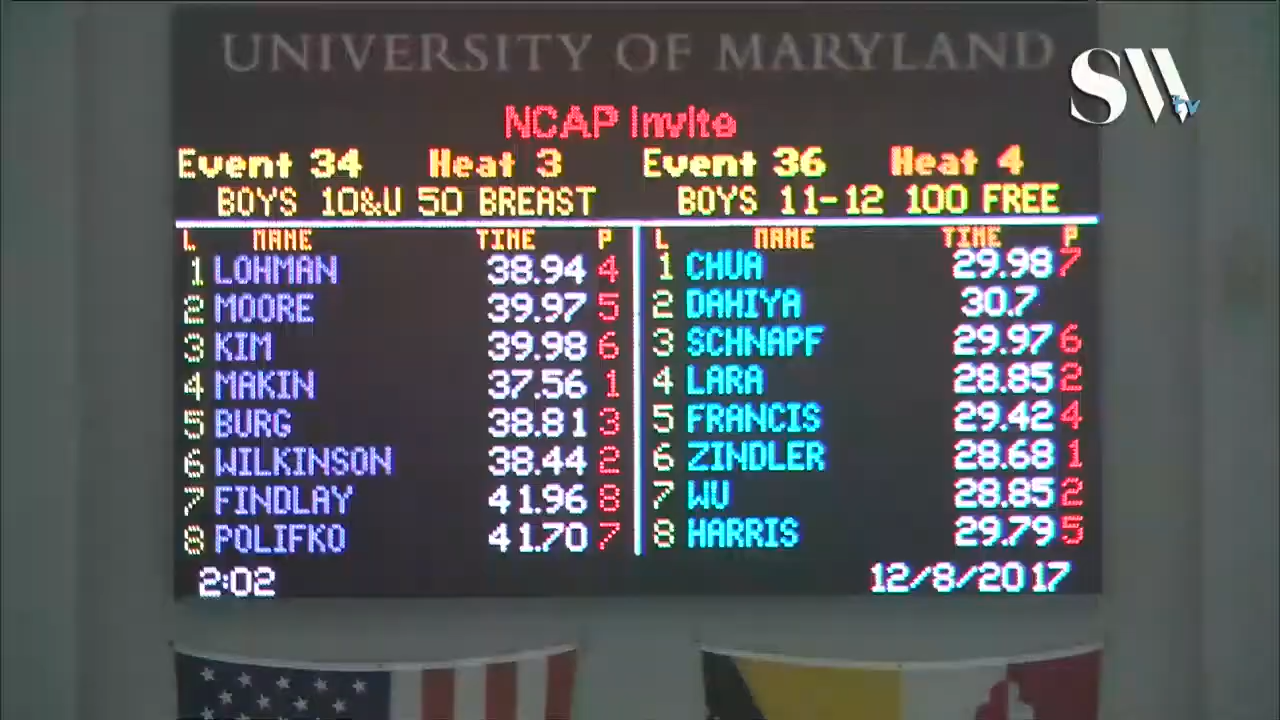 UNIVERSITY OF MARYLAND
SW TV
NCAP Invite
Event 34 Heat 3 Event 36 Heat 4
BOYS 10&U 50 BREAST BOYS 11-12 100 FREE
L NAME TIME P L NAME TIME P
1 LOHMAN 38.94 4 1 CHUA 29.98 7
2 MOORE 39.97 5 2 DAHIYA 30.7
3 KIM 39.98 6 3 SCHNAPF 29.97 6
4 MAKIN 37.56 1 4 LARA 28.85 2
5 BURG 38.81 3 5 FRANCIS 29.42 4
6 WILKINSON 38.44 2 6 ZINDLER 28.68 1
7 FINDLAY 41.96 8 7 WU 28.85 2
8 POLIFKO 41.70 7 8 HARRIS 29.79 5
2:02 12/8/2017